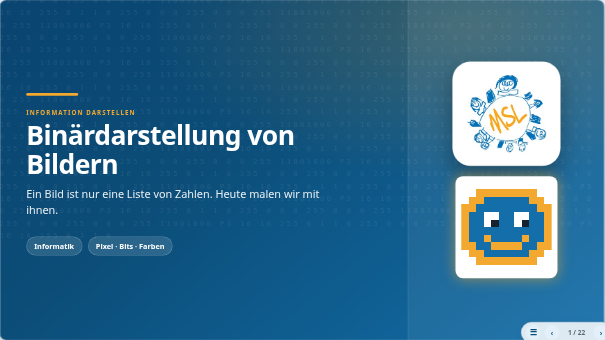 INFORMATION DARSTELLEN
Binärdarstellung von
Bildern
Ein Bild ist nur eine Liste von Zahlen. Heute malen wir mit
ihnen.
Informatik
Pixel · Bits · Farben
MSL
1 / 22